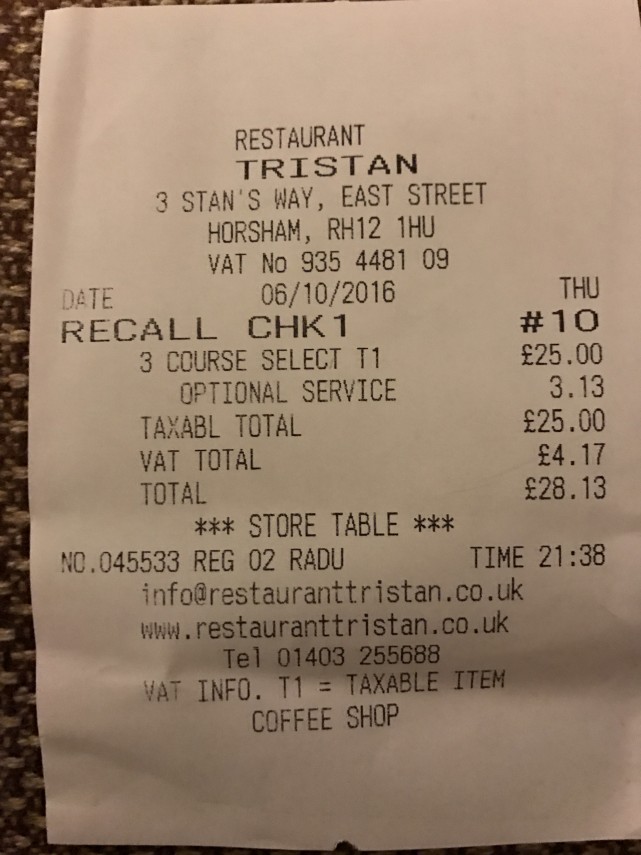 RESTAURANT
TRISTAN
3 STAN'S WAY, EAST STREET
HORSHAM, RH12 1HU
VAT No 935 4481 09
DATE 06/10/2016 THU
RECALL CHK1 #10
3 COURSE SELECT T1 £25.00
OPTIONAL SERVICE 3.13
TAXABL TOTAL £25.00
VAT TOTAL £4.17
TOTAL £28.13
*** STORE TABLE ***
NO.045533 REG 02 RADU TIME 21:38
info@restauranttristan.co.uk
www.restauranttristan.co.uk
Tel 01403 255688
VAT INFO. T1 = TAXABLE ITEM
COFFEE SHOP